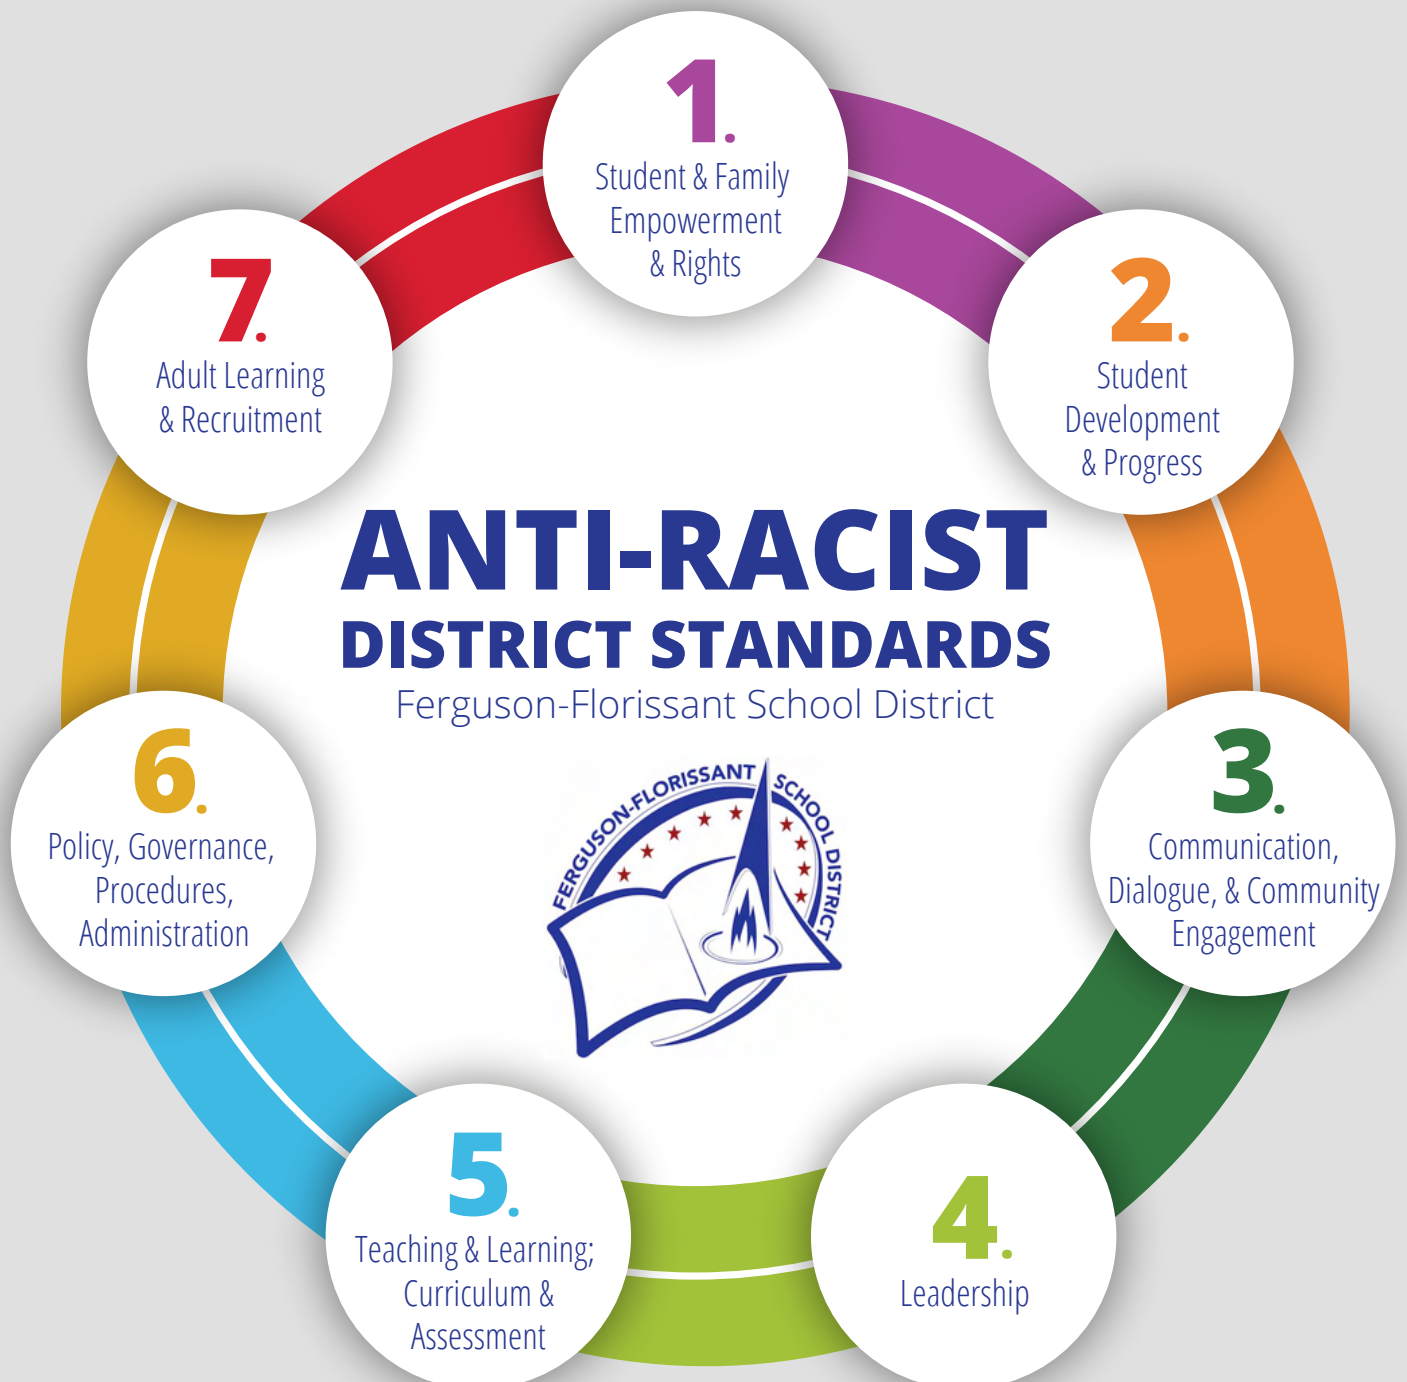 ANTI-RACIST
DISTRICT STANDARDS
Ferguson-Florissant School District
FERGUSON-FLORISSANT SCHOOL DISTRICT
1.
Student & Family
Empowerment
& Rights
2.
Student
Development
& Progress
3.
Communication,
Dialogue, & Community
Engagement
4.
Leadership
5.
Teaching & Learning;
Curriculum &
Assessment
6.
Policy, Governance,
Procedures,
Administration
7.
Adult Learning
& Recruitment